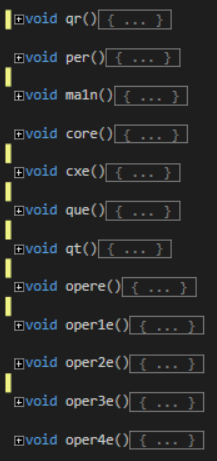 void qr(){ ... }
void per(){ ... }
void ma1n(){ ... }
void core(){ ... }
void cxe(){ ... }
void que(){ ... }
void qt(){ ... }
void opere(){ ... }
void oper1e(){ ... }
void oper2e(){ ... }
void oper3e(){ ... }
void oper4e(){ ... }